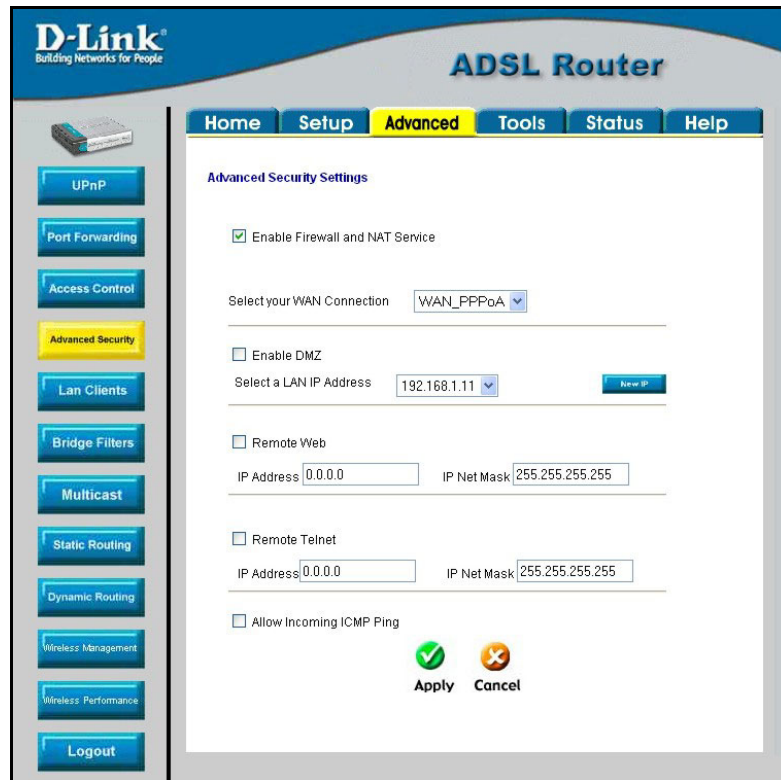 D-Link
Building Networks for People
ADSL Router
Home Setup Advanced Tools Status Help
UPnP
Port Forwarding
Access Control
Advanced Security
Lan Clients
Bridge Filters
Multicast
Static Routing
Dynamic Routing
Wireless Management
Wireless Performance
Logout
Advanced Security Settings
Enable Firewall and NAT Service
Select your WAN Connection WAN_PPPoA
Enable DMZ
Select a LAN IP Address 192.168.1.11 New IP
Remote Web
IP Address 0.0.0.0 IP Net Mask 255.255.255.255
Remote Telnet
IP Address 0.0.0.0 IP Net Mask 255.255.255.255
Allow Incoming ICMP Ping
Apply Cancel